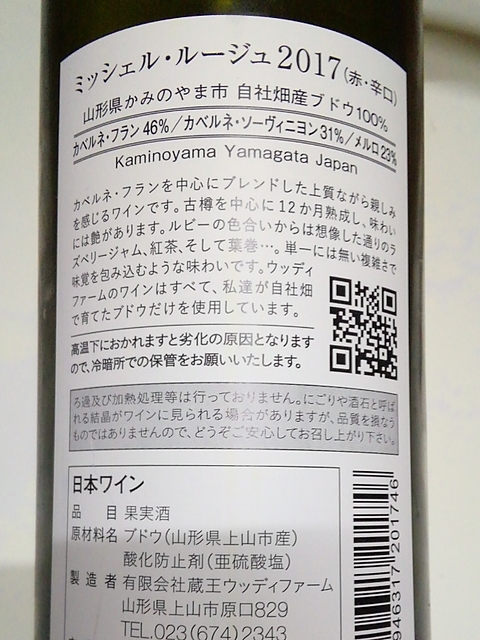 ミッシェル・ルージュ2017(赤・辛口)
山形県かみのやま市 自社畑産ブドウ100%
カベルネ・フラン46%/カベルネ・ソーヴィニヨン31%/メルロ23%
Kaminoyama Yamagata Japan
カベルネ・フランを中心にブレンドした上質ながら親しみ
を感じるワインです。古樽を中心に12か月熟成し、味わい
には艶があります。ルビーの色合いからは想像した通りのラ
ズベリージャム、紅茶、そして葉巻…。単一には無い複雑さで
味覚を包み込むような味わいです。ウッディ
ファームのワインはすべて、私達が自社畑
で育てたブドウだけを使用しています。
高温下におかれますと劣化の原因となります
ので、冷暗所での保管をお願いいたします。
ろ過及び加熱処理等は行っておりません。にごりや酒石と呼ば
れる結晶がワインに見られる場合がありますが、品質を損なう
ものではありませんので、どうぞご安心してお召し上がり下さい。
日本ワイン
品 目 果実酒
原材料名 ブドウ(山形県上山市産)
酸化防止剤(亜硫酸塩)
製造者 有限会社蔵王ウッディファーム
山形県上山市原口829
TEL.023(674)2343
46317 201746